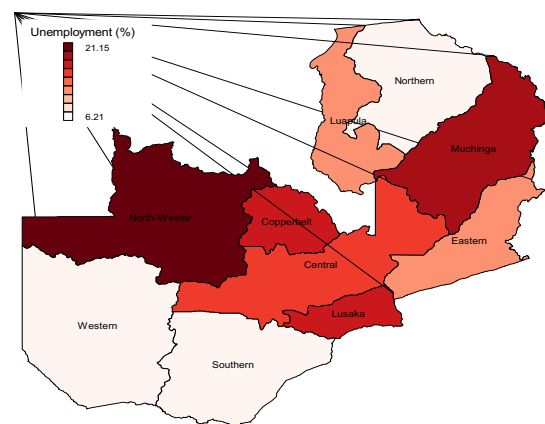 Unemployment (%)
21.15
6.21
Northern
Luapula
Muchinga
North-Wester
Copperbelt
Eastern
Central
Lusaka
Western
Southern